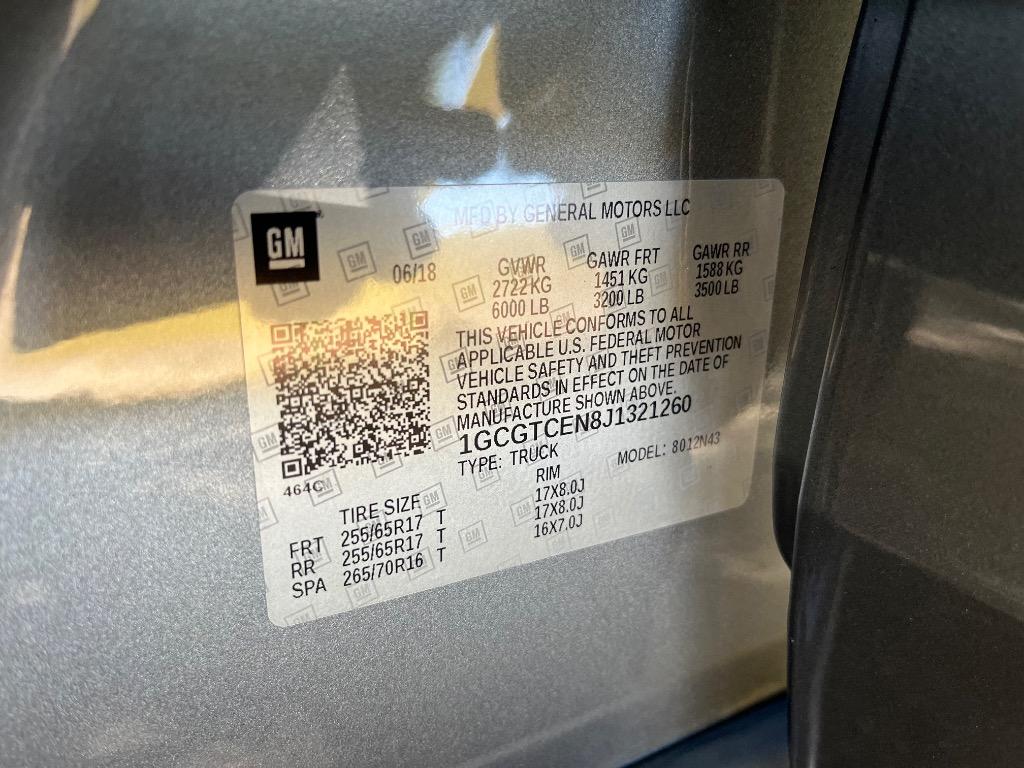 GM
MFD BY GENERAL MOTORS LLC
06/18 GVWR GAWR FRT GAWR RR
2722 KG 1451 KG 1588 KG
6000 LB 3200 LB 3500 LB
THIS VEHICLE CONFORMS TO ALL
APPLICABLE U.S. FEDERAL MOTOR
VEHICLE SAFETY AND THEFT PREVENTION
STANDARDS IN EFFECT ON THE DATE OF
MANUFACTURE SHOWN ABOVE.
1GCGTCEN8J1321260
TYPE: TRUCK MODEL: 8012N43
464C
TIRE SIZE RIM
FRT 255/65R17 T 17X8.0J
RR 255/65R17 T 17X8.0J
SPA 265/70R16 T 16X7.0J